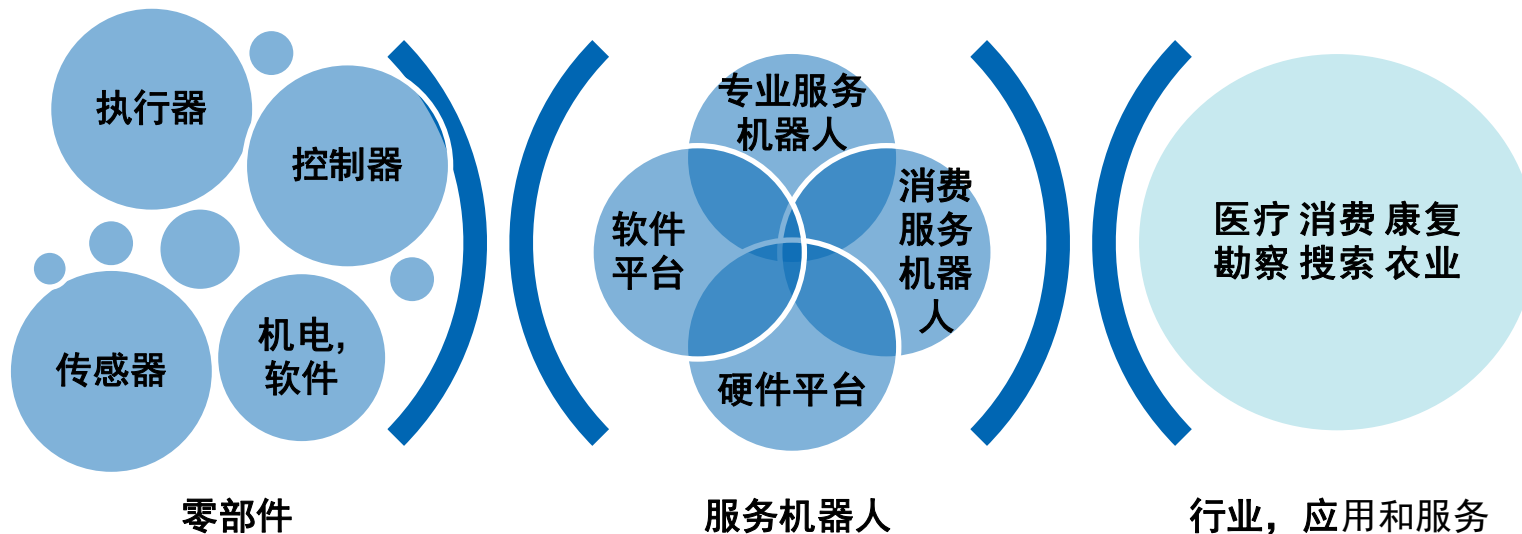 执行器
控制器
传感器
机电,
软件
专业服务
机器人
软件
平台
消费
服务
机器
人
硬件平台
医疗 消费 康复
勘察 搜索 农业
零部件
服务机器人
行业，应用和服务